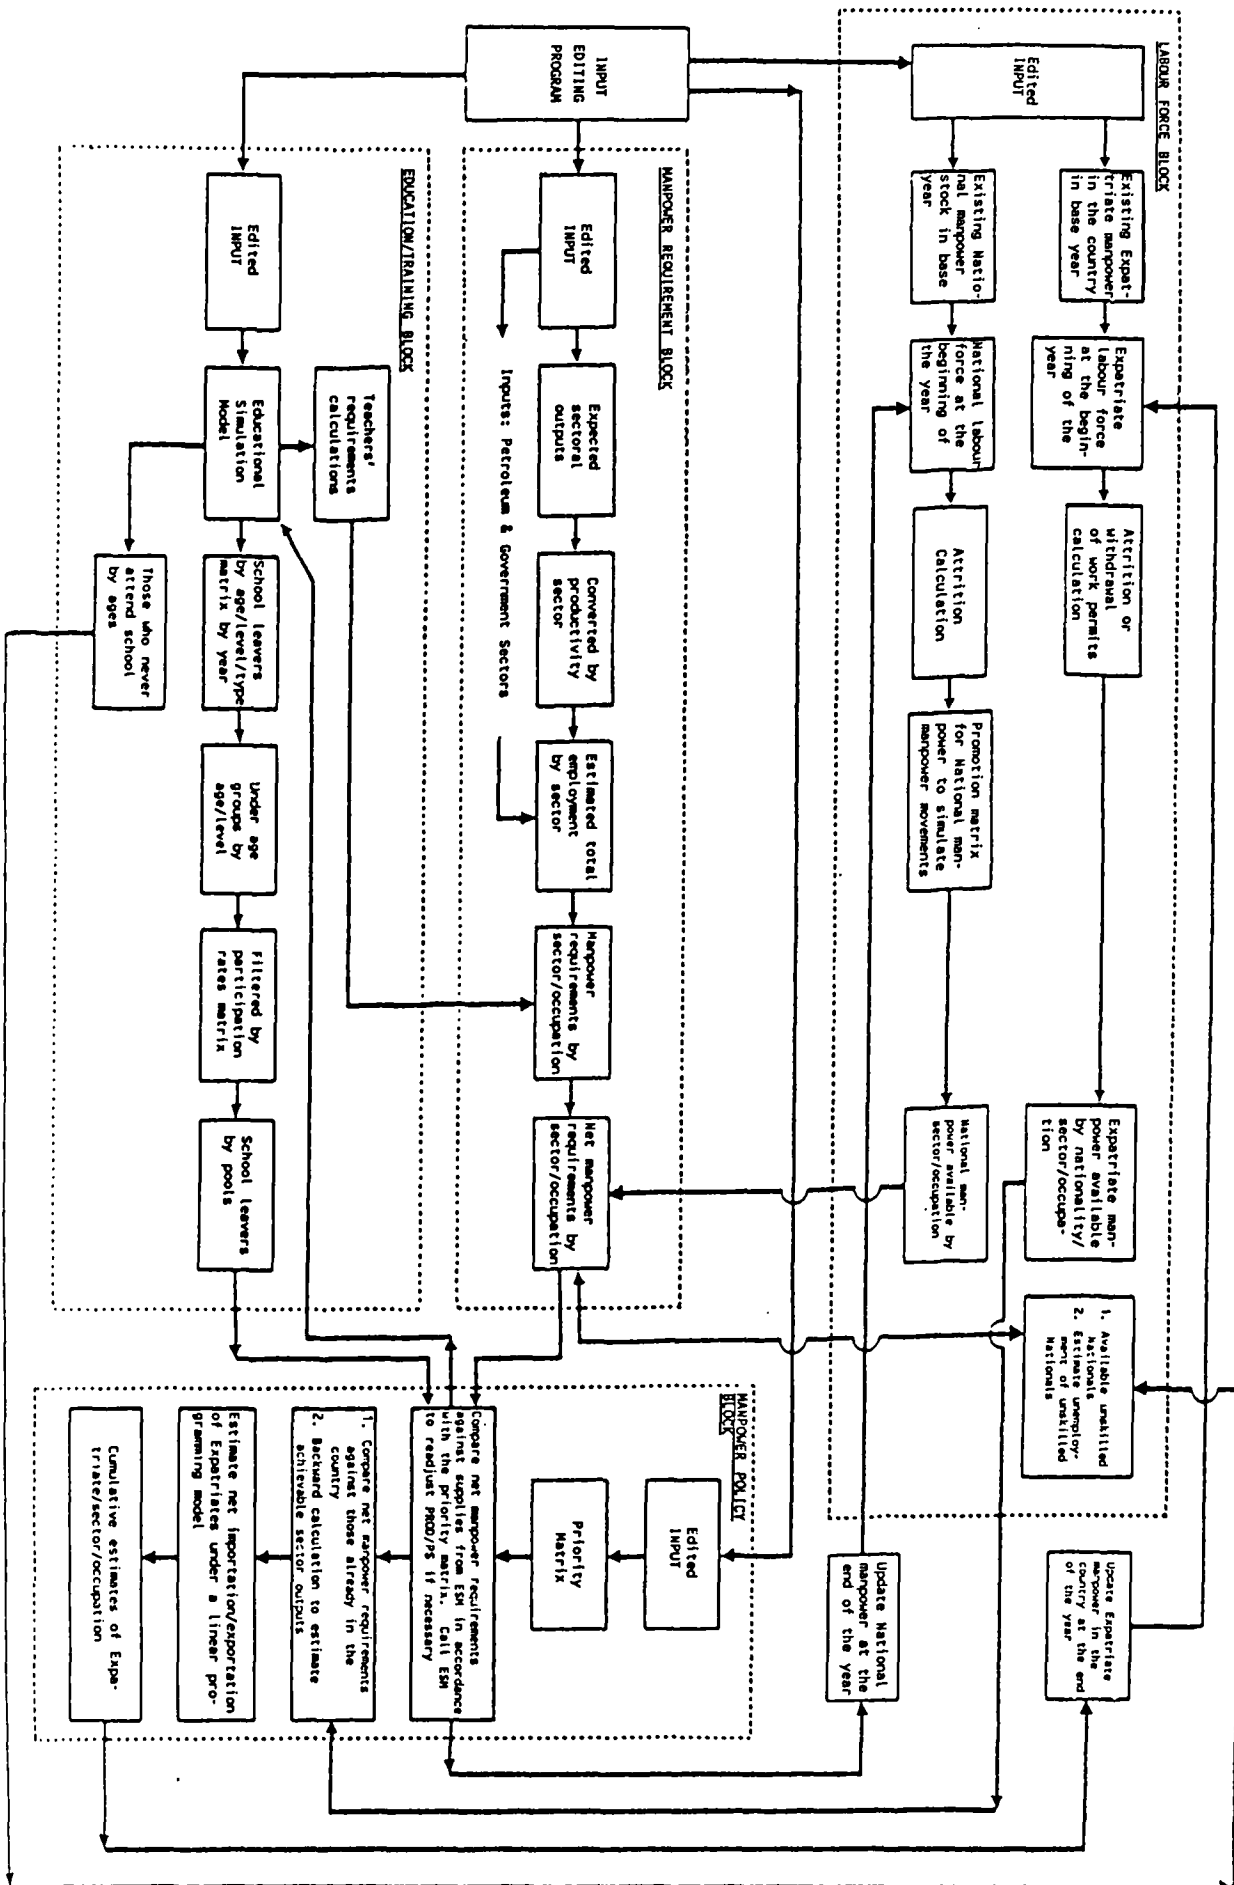 LABOUR FORCE BLOCK
Edited
INPUT
Existing Expat-
triate manpower
in the country
in base year
Expatriate
Labour force
at the begin-
ning of the
year
Attrition or
withdrawal
of work permits
calculation
Expatriate man-
power available
by nationality/
sector/occupa-
tion
1. Available unskilled
Nationals
2. Estimate unemploy-
ment of unskilled
Nationals
Update Expatriate
manpower in the
country at the end
of the year
Existing Natio-
nal manpower
stock in base
year
National labour
force at the
beginning of
the year
Attrition
Calculation
Promotion matrix
for National man-
power to simulate
manpower movements
National man-
power available by
sector/occupation
Update National
manpower at the
end of the year
INPUT
EDITING
PROGRAM
MANPOWER REQUIREMENT BLOCK
Edited
INPUT
Expected
sectoral
outputs
Converted by
productivity
sector
Estimated total
employment
by sector
Manpower
requirements by
sector/occupation
Net manpower
requirements by
sector/occupation
Inputs: Petroleum & Government Sectors
EDUCATION/TRAINING BLOCK
Teachers'
requirements
calculations
Edited
INPUT
Educational
Simulation
Model
School leavers
by age/level/type
matrix by year
Under age
groups by
age/level
Filtered by
participation
rates matrix
School leavers
by pools
Those who never
attend school
by ages
MANPOWER POLICY
BLOCK
Edited
INPUT
Priority
Matrix
Compare net manpower requirements
against supplies from ESM in accordance
with the priority matrix. Call ESM
to readjust PROD/PS if necessary
1. Compare net manpower requirements
against those already in the
country
2. Backward calculation to estimate
achievable sector outputs
Estimate net importation/exportation
of Expatriates under a linear pro-
gramming model
Cumulative estimates of Expa-
triate/sector/occupation